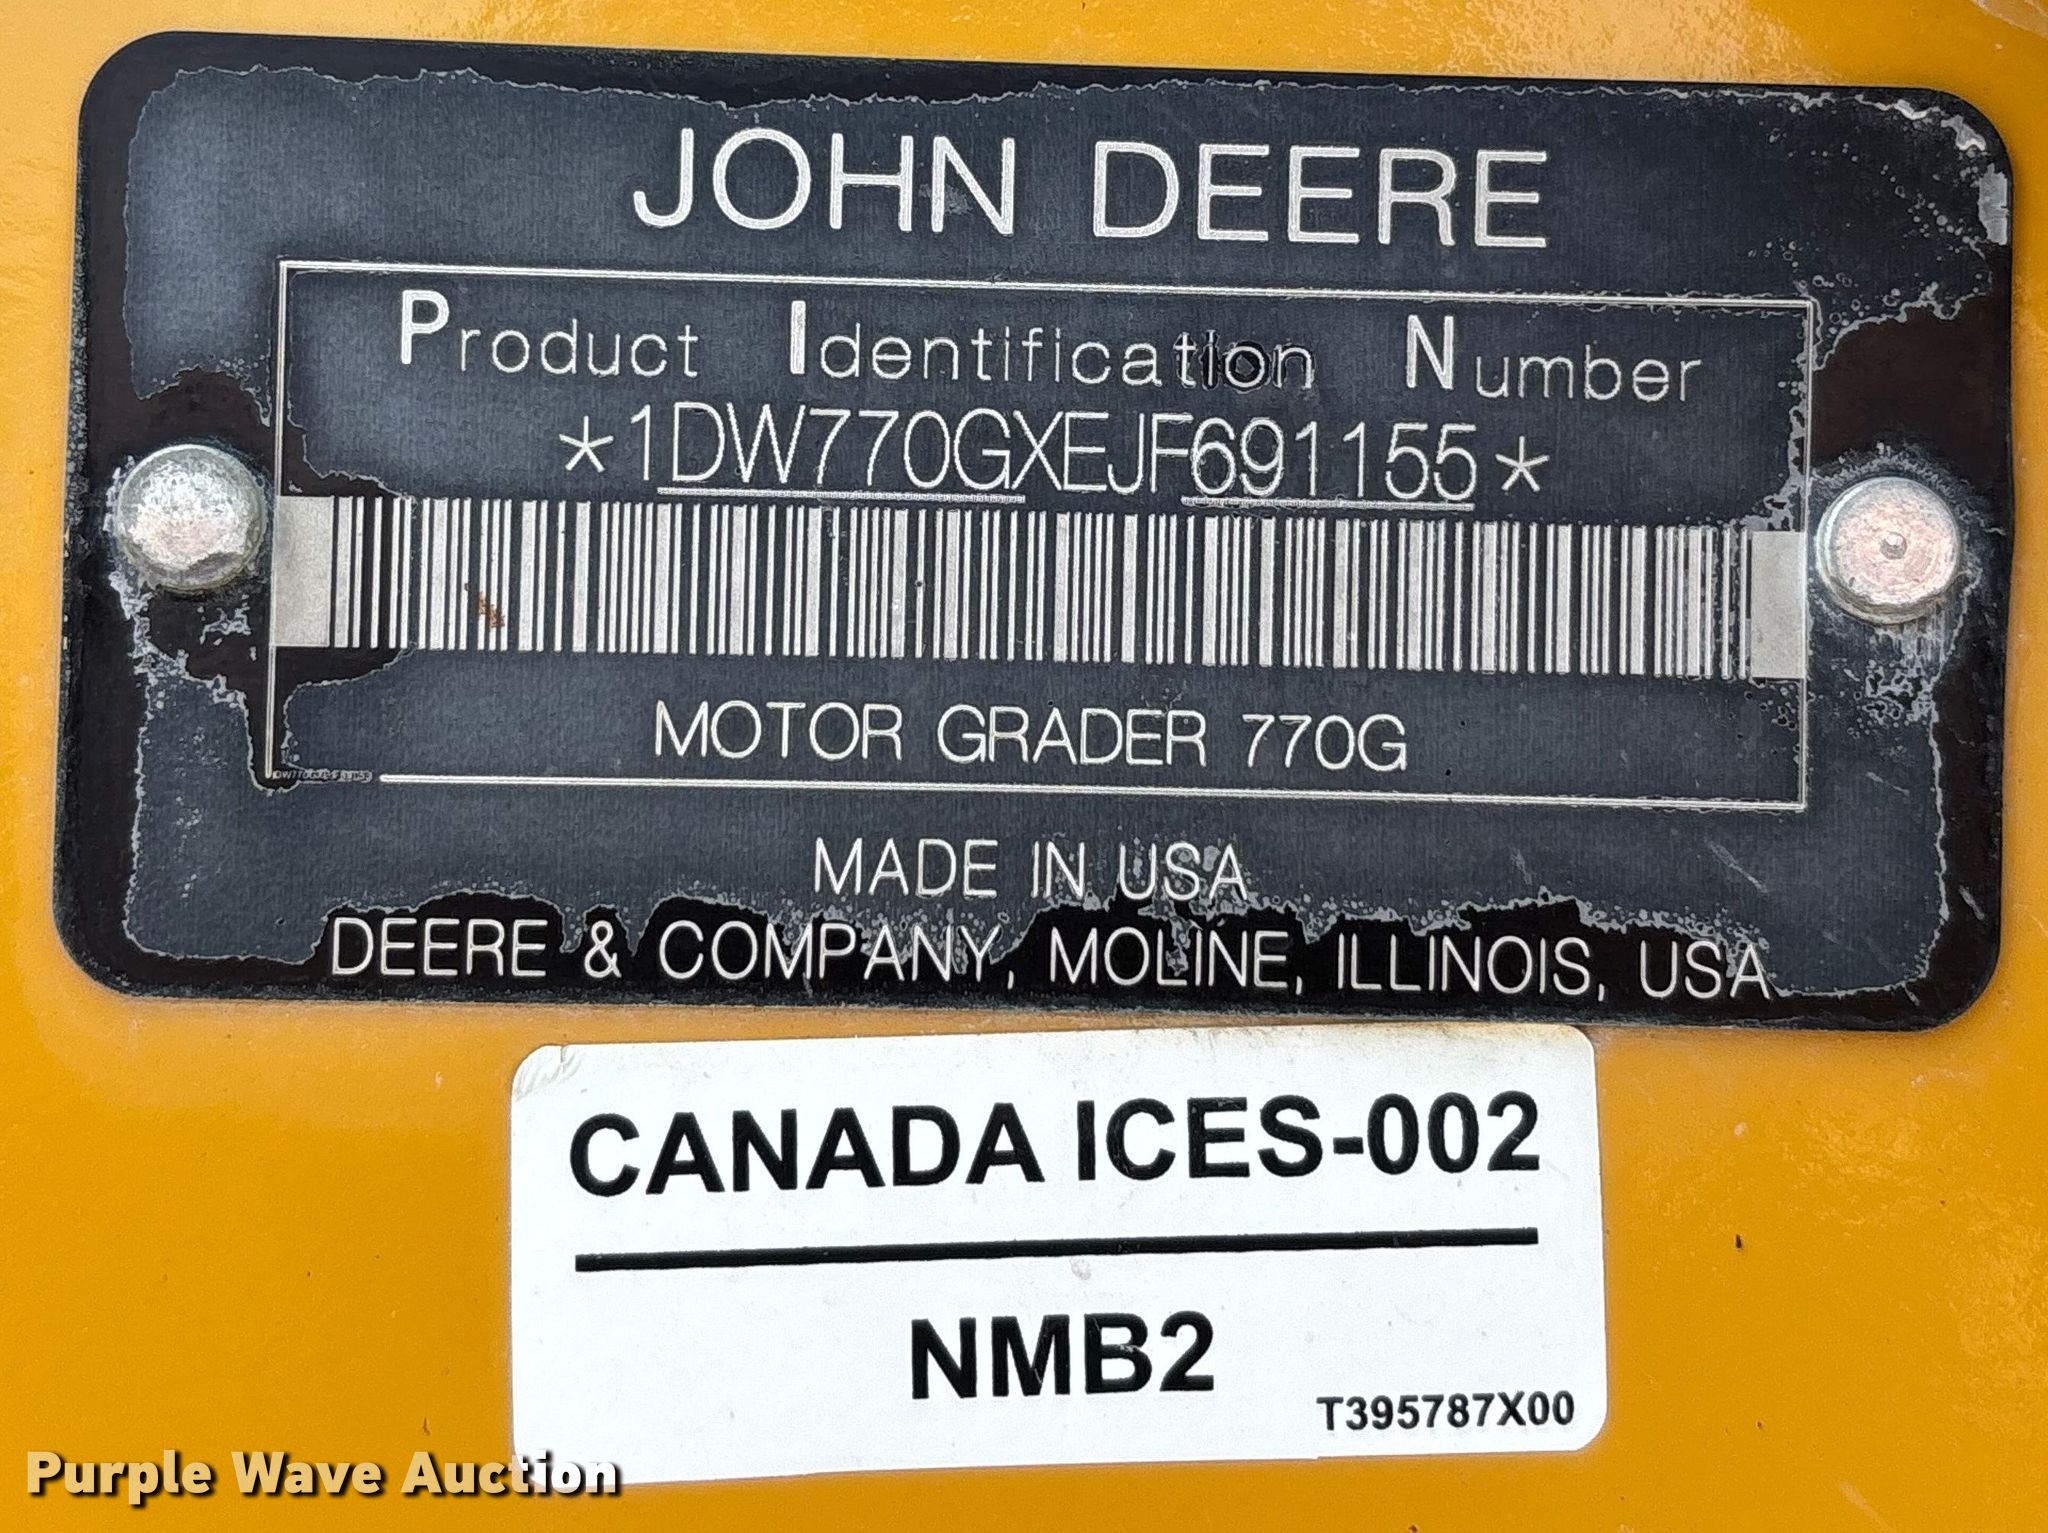 JOHN DEERE
Product Identification Number
*1DW770GXEJF691155*
MOTOR GRADER 770G
MADE IN USA
DEERE & COMPANY, MOLINE, ILLINOIS, USA
CANADA ICES-002
NMB2
T395787X00
Purple Wave Auction